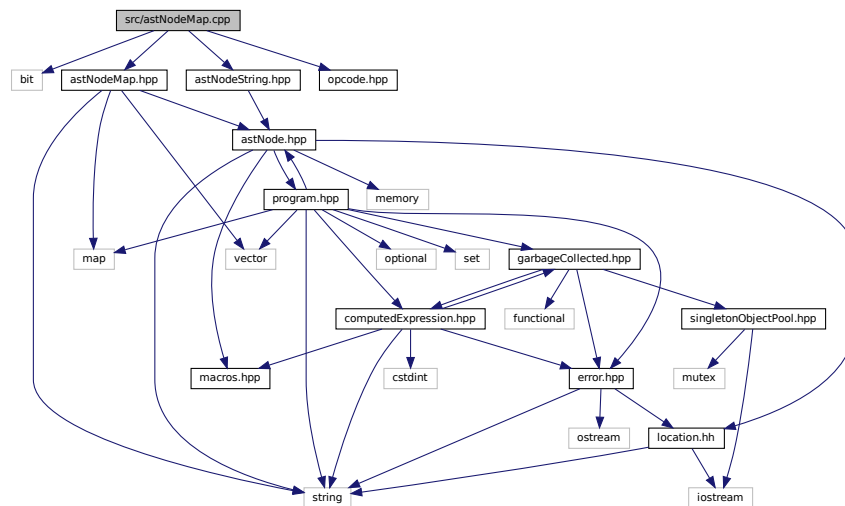 src/astNodeMap.cpp
bit
astNodeMap.hpp
astNodeString.hpp
opcode.hpp
astNode.hpp
program.hpp
memory
map
vector
optional
set
garbageCollected.hpp
computedExpression.hpp
functional
singletonObjectPool.hpp
macros.hpp
cstdint
error.hpp
mutex
ostream
location.hh
string
iostream